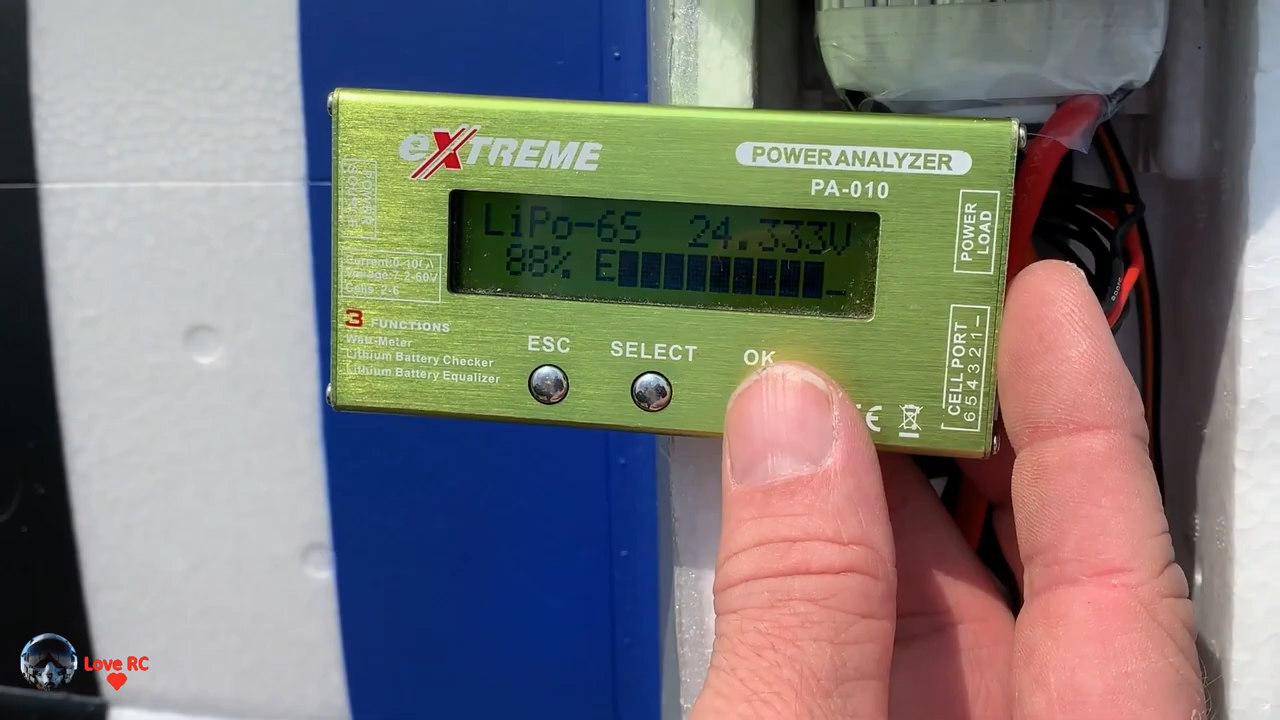 eXTREME
POWER ANALYZER
PA-010
POWER
SOURCE
LiPo-6S 24.333V
88% E
POWER
LOAD
Current:0-100A
Voltage:7.2-60V
Cells: 2-6
3 FUNCTIONS
Watt-Meter
Lithium Battery Checker
Lithium Battery Equalizer
ESC
SELECT
OK
CELL PORT
6 5 4 3 2 1 -
CE
Love RC